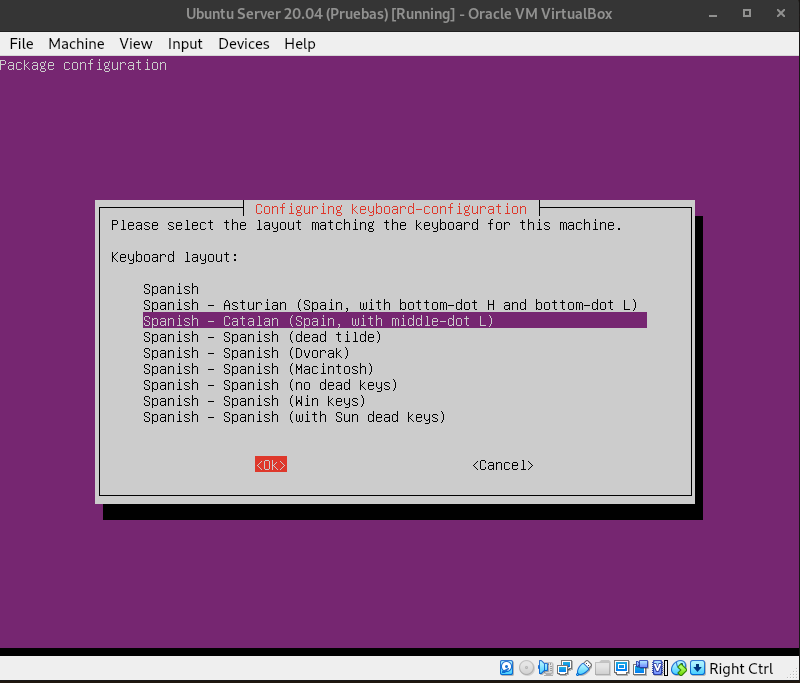 Ubuntu Server 20.04 (Pruebas) [Running] - Oracle VM VirtualBox
File Machine View Input Devices Help
Package configuration
Configuring keyboard-configuration
Please select the layout matching the keyboard for this machine.
Keyboard layout:
Spanish
Spanish - Asturian (Spain, with bottom-dot H and bottom-dot L)
Spanish - Catalan (Spain, with middle-dot L)
Spanish - Spanish (dead tilde)
Spanish - Spanish (Dvorak)
Spanish - Spanish (Macintosh)
Spanish - Spanish (no dead keys)
Spanish - Spanish (Win keys)
Spanish - Spanish (with Sun dead keys)
<Ok> <Cancel>
Right Ctrl